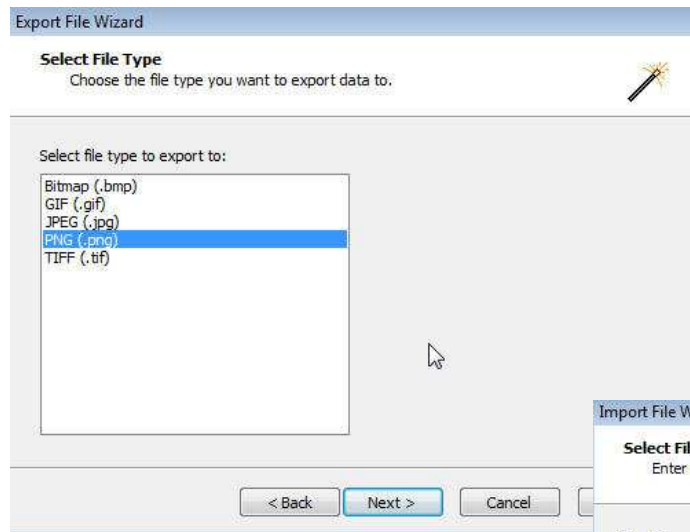 Export File Wizard
Select File Type
Choose the file type you want to export data to.
Select file type to export to:
Bitmap (.bmp)
GIF (.gif)
JPEG (.jpg)
PNG (.png)
TIFF (.tif)
Import File W
Select Fil
Enter
< Back Next > Cancel